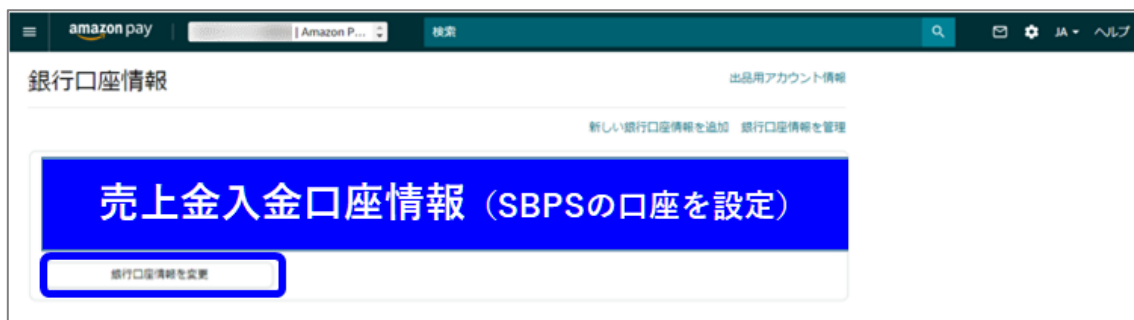 amazon pay | Amazon P... 検索 JA ヘルプ
銀行口座情報
出品用アカウント情報
新しい銀行口座情報を追加 銀行口座情報を管理
売上金入金口座情報（SBPSの口座を設定）
銀行口座情報を変更